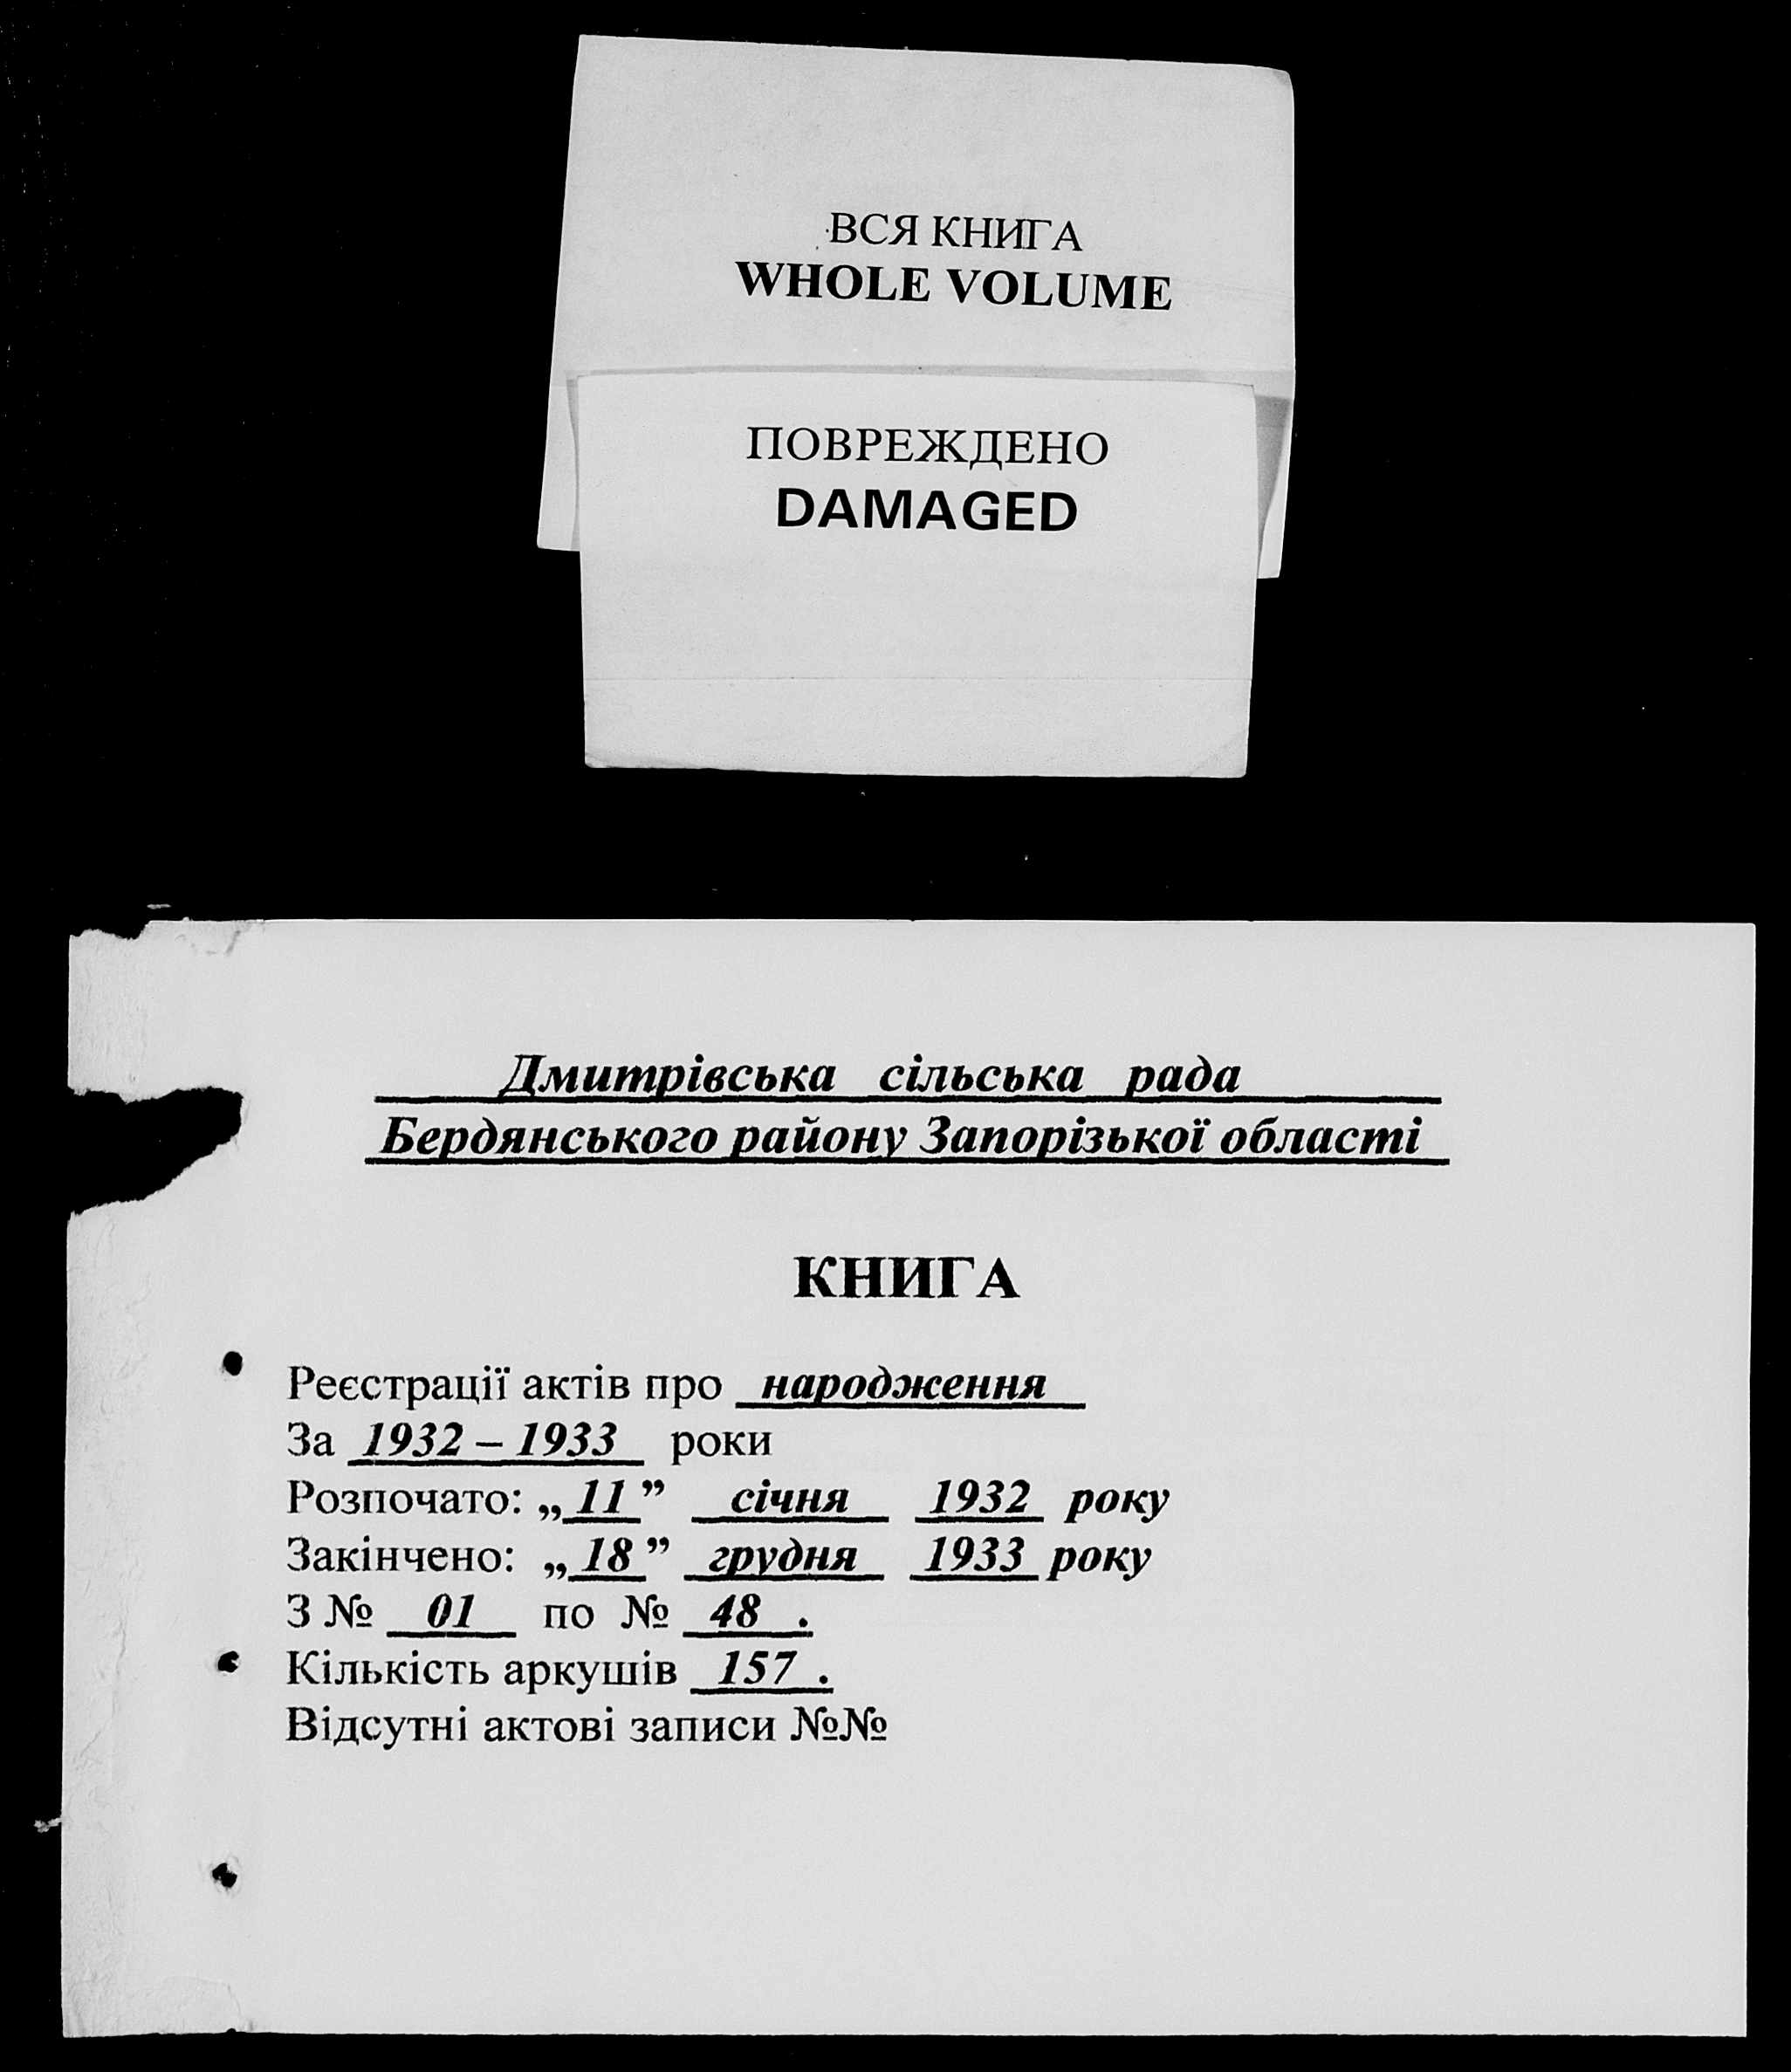 ВСЯ КНИГА
WHOLE VOLUME
ПОВРЕЖДЕНО
DAMAGED
Дмитрівська сільська рада
Бердянського району Запорізької області
КНИГА
Реєстрації актів про народження
За 1932 – 1933 роки
Розпочато: „ 11 ” січня 1932 року
Закінчено: „ 18 ” грудня 1933 року
З № 01 по № 48 .
Кількість аркушів 157 .
Відсутні актові записи №№